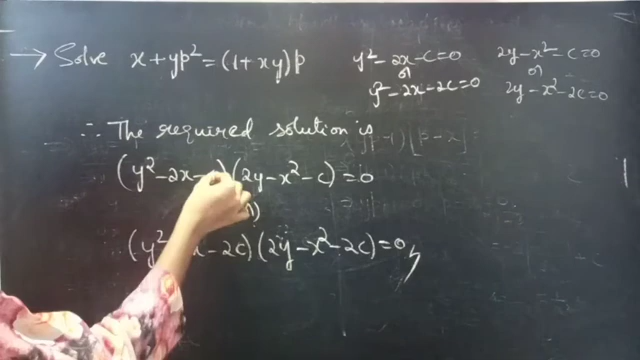 → Solve x + yp² = (1 + xy)p
y² - 2x - c = 0
or
y² - 2x - 2c = 0
2y - x² - c = 0
or
2y - x² - 2c = 0
∴ The required solution is
(y² - 2x - )(2y - x² - c) = 0
(y² - 2c)(2y - x² - 2c) = 0